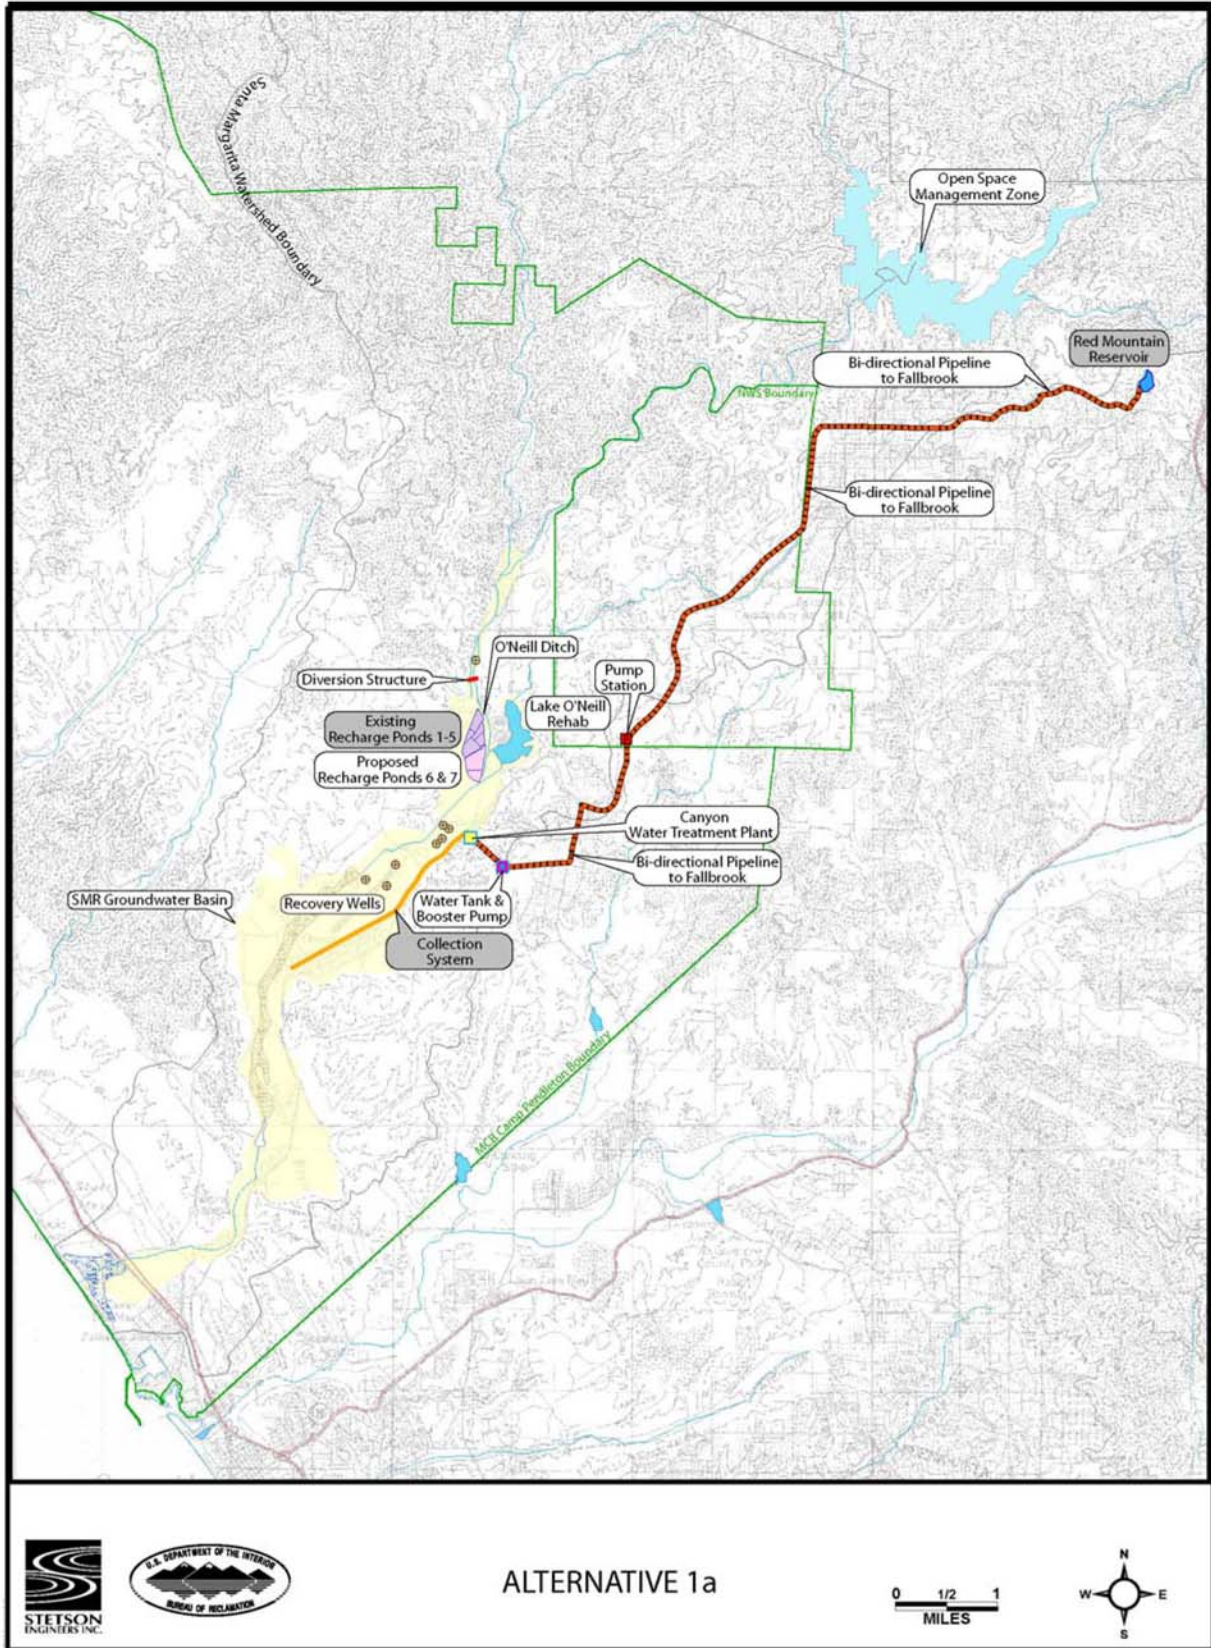 Santa Margarita Watershed Boundary
Open Space
Management Zone
Red Mountain
Reservoir
Bi-directional Pipeline
to Fallbrook
NWS Boundary
Bi-directional Pipeline
to Fallbrook
O'Neill Ditch
Diversion Structure
Pump
Station
Lake O'Neill
Rehab
Existing
Recharge Ponds 1-5
Proposed
Recharge Ponds 6 & 7
Canyon
Water Treatment Plant
Bi-directional Pipeline
to Fallbrook
SMR Groundwater Basin
Recovery Wells
Water Tank &
Booster Pump
Collection
System
MCB Camp Pendleton Boundary
STETSON
ENGINEERS INC.
U.S. DEPARTMENT OF THE INTERIOR
BUREAU OF RECLAMATION
ALTERNATIVE 1a
0 1/2 1
MILES
N
W E
S